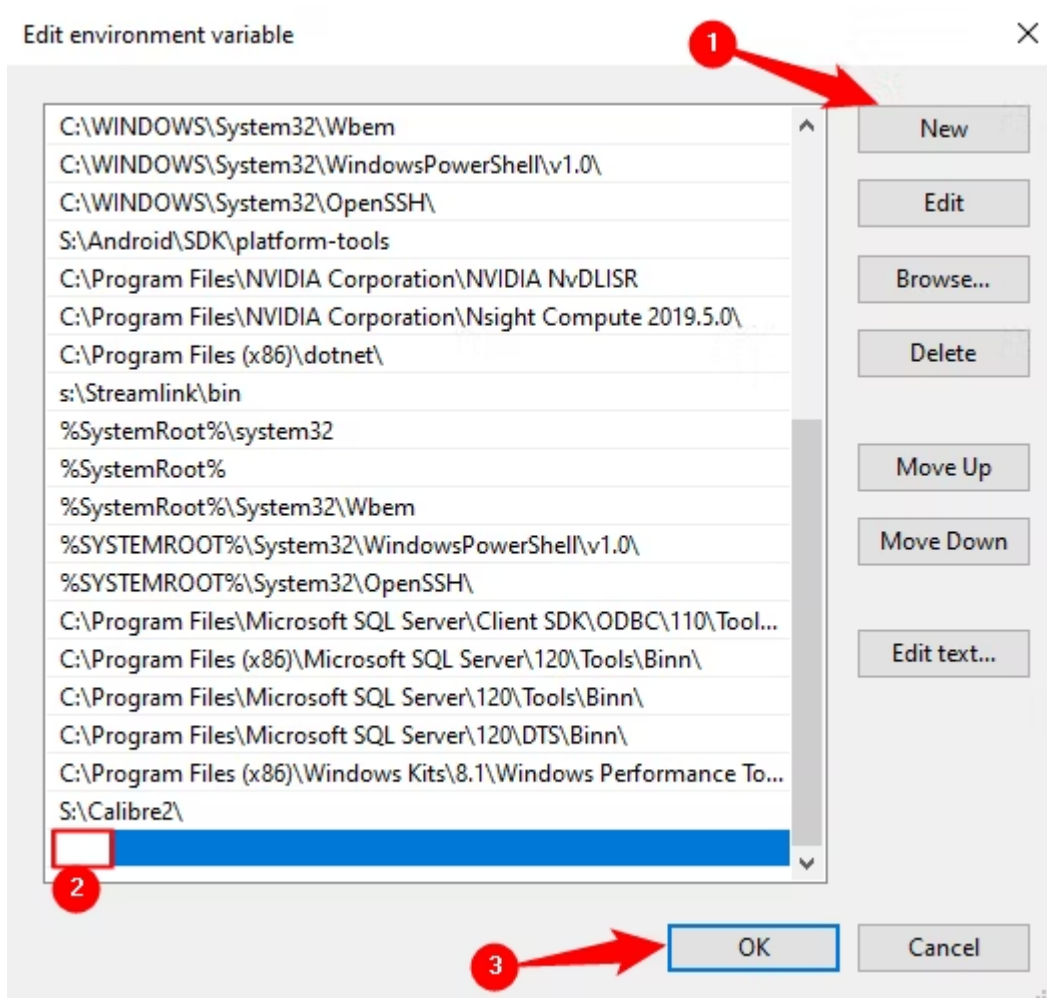 Edit environment variable
1
C:\WINDOWS\System32\Wbem
C:\WINDOWS\System32\WindowsPowerShell\v1.0\
C:\WINDOWS\System32\OpenSSH\
S:\Android\SDK\platform-tools
C:\Program Files\NVIDIA Corporation\NVIDIA NvDLISR
C:\Program Files\NVIDIA Corporation\Nsight Compute 2019.5.0\
C:\Program Files (x86)\dotnet\
s:\Streamlink\bin
%SystemRoot%\system32
%SystemRoot%
%SystemRoot%\System32\Wbem
%SYSTEMROOT%\System32\WindowsPowerShell\v1.0\
%SYSTEMROOT%\System32\OpenSSH\
C:\Program Files\Microsoft SQL Server\Client SDK\ODBC\110\Tool...
C:\Program Files (x86)\Microsoft SQL Server\120\Tools\Binn\
C:\Program Files\Microsoft SQL Server\120\Tools\Binn\
C:\Program Files\Microsoft SQL Server\120\DTS\Binn\
C:\Program Files (x86)\Windows Kits\8.1\Windows Performance To...
S:\Calibre2\
2
New
Edit
Browse...
Delete
Move Up
Move Down
Edit text...
3
OK
Cancel